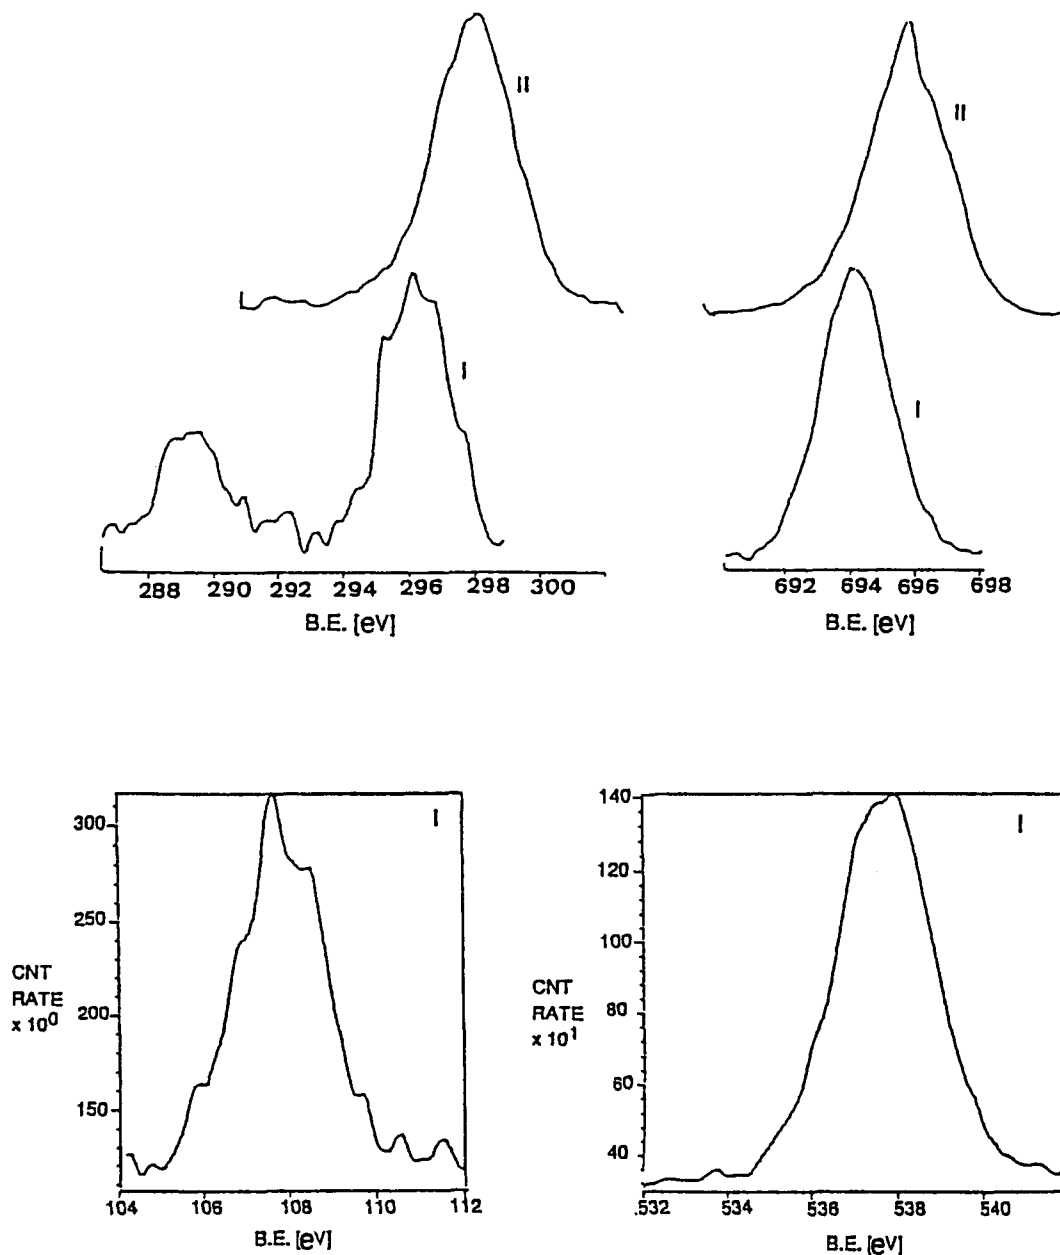 II
II
I
I
288 290 292 294 296 298 300
692 694 696 698
B.E. [eV]
B.E. [eV]
I
I
300
250
200
150
CNT
RATE
x 10⁰
104 106 108 110 112
B.E. [eV]
140
120
100
80
60
40
CNT
RATE
x 10¹
.532 534 536 538 540
B.E. [eV]